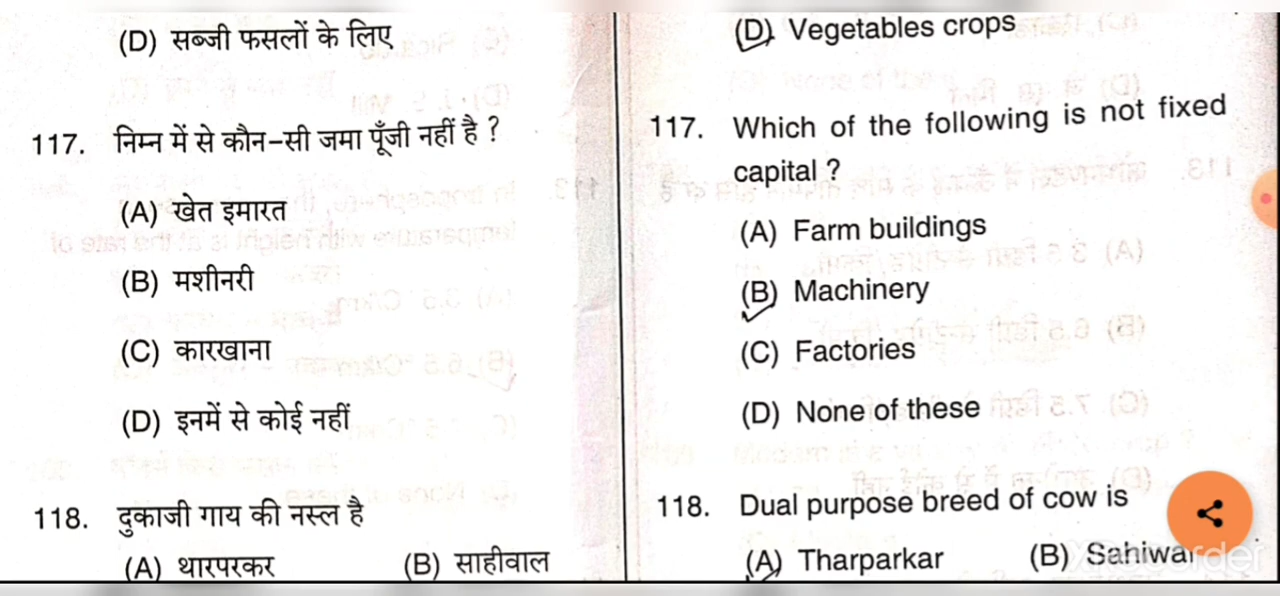 (D) सब्जी फसलों के लिए
117. निम्न में से कौन-सी जमा पूँजी नहीं है ?
(A) खेत इमारत
(B) मशीनरी
(C) कारखाना
(D) इनमें से कोई नहीं
118. दुकाजी गाय की नस्ल है
(A) थारपरकर (B) साहीवाल
(D) Vegetables crops
117. Which of the following is not fixed
capital ?
(A) Farm buildings
(B) Machinery
(C) Factories
(D) None of these
118. Dual purpose breed of cow is
(A) Tharparkar (B) Sahiwal
XRecorder